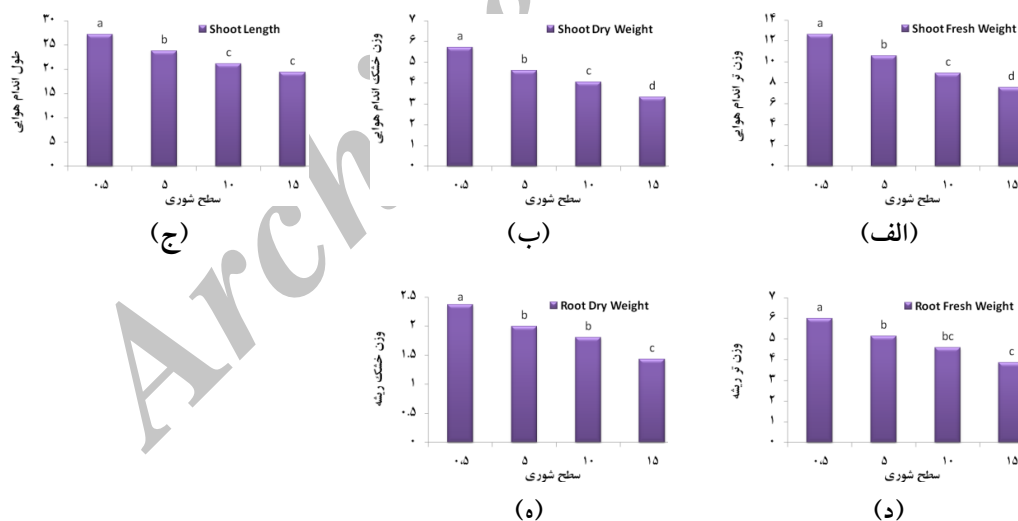 Shoot Length
طول اندام هوایی
۳۰
۲۵
۲۰
۱۵
۱۰
۵
۰
a
b
c
c
۰.۵
۵
۱۰
۱۵
سطح شوری
(ج)
Shoot Dry Weight
وزن خشک اندام هوایی
۷
۶
۵
۴
۳
۲
۱
۰
a
b
c
d
۰.۵
۵
۱۰
۱۵
سطح شوری
(ب)
Shoot Fresh Weight
وزن تر اندام هوایی
۱۴
۱۲
۱۰
۸
۶
۴
۲
۰
a
b
c
d
۰.۵
۵
۱۰
۱۵
سطح شوری
(الف)
Root Dry Weight
وزن خشک ریشه
۲.۵
۲
۱.۵
۱
۰.۵
۰
a
b
b
c
۰.۵
۵
۱۰
۱۵
سطح شوری
(ه)
Root Fresh Weight
وزن تر ریشه
۷
۶
۵
۴
۳
۲
۱
۰
a
b
bc
c
۰.۵
۵
۱۰
۱۵
سطح شوری
(د)